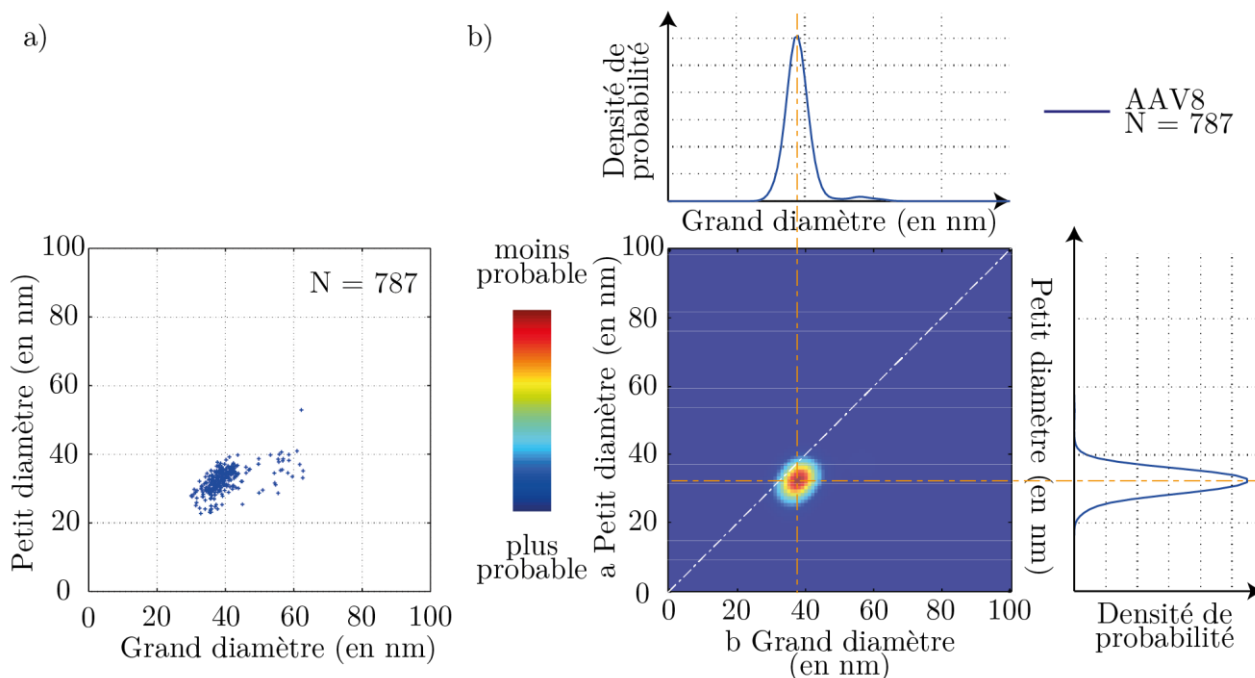 a)
b)
Densité de
probabilité
Grand diamètre (en nm)
AAV8
N = 787
Petit diamètre (en nm)
100
80
60
40
20
0
N = 787
0 20 40 60 80 100
Grand diamètre (en nm)
moins
probable
plus
probable
a Petit diamètre (en nm)
100
80
60
40
20
0
0 20 40 60 80 100
b Grand diamètre
(en nm)
Petit diamètre (en nm)
Densité de
probabilité